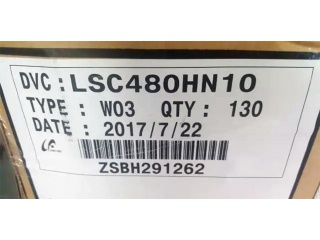 DVC : LSC480HN10
TYPE : W03 QTY : 130
DATE : 2017/7/22
ZSBH291262